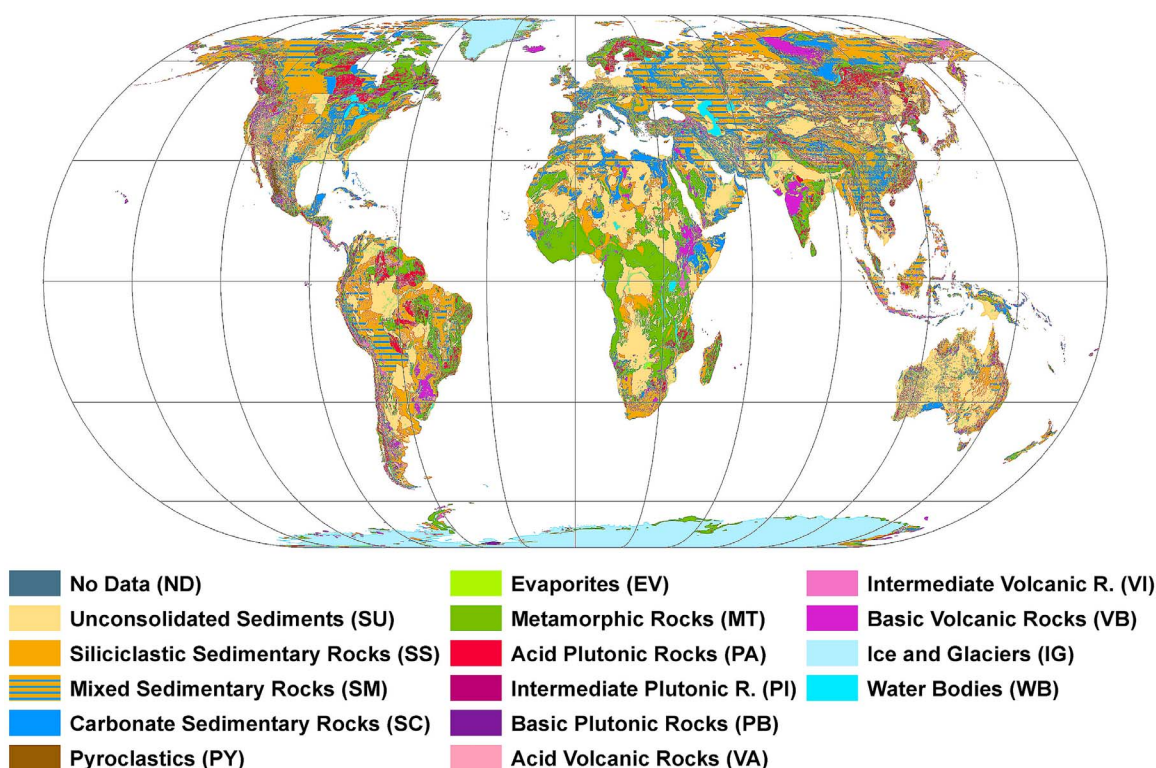 No Data (ND)
Unconsolidated Sediments (SU)
Siliciclastic Sedimentary Rocks (SS)
Mixed Sedimentary Rocks (SM)
Carbonate Sedimentary Rocks (SC)
Pyroclastics (PY)
Evaporites (EV)
Metamorphic Rocks (MT)
Acid Plutonic Rocks (PA)
Intermediate Plutonic R. (PI)
Basic Plutonic Rocks (PB)
Acid Volcanic Rocks (VA)
Intermediate Volcanic R. (VI)
Basic Volcanic Rocks (VB)
Ice and Glaciers (IG)
Water Bodies (WB)